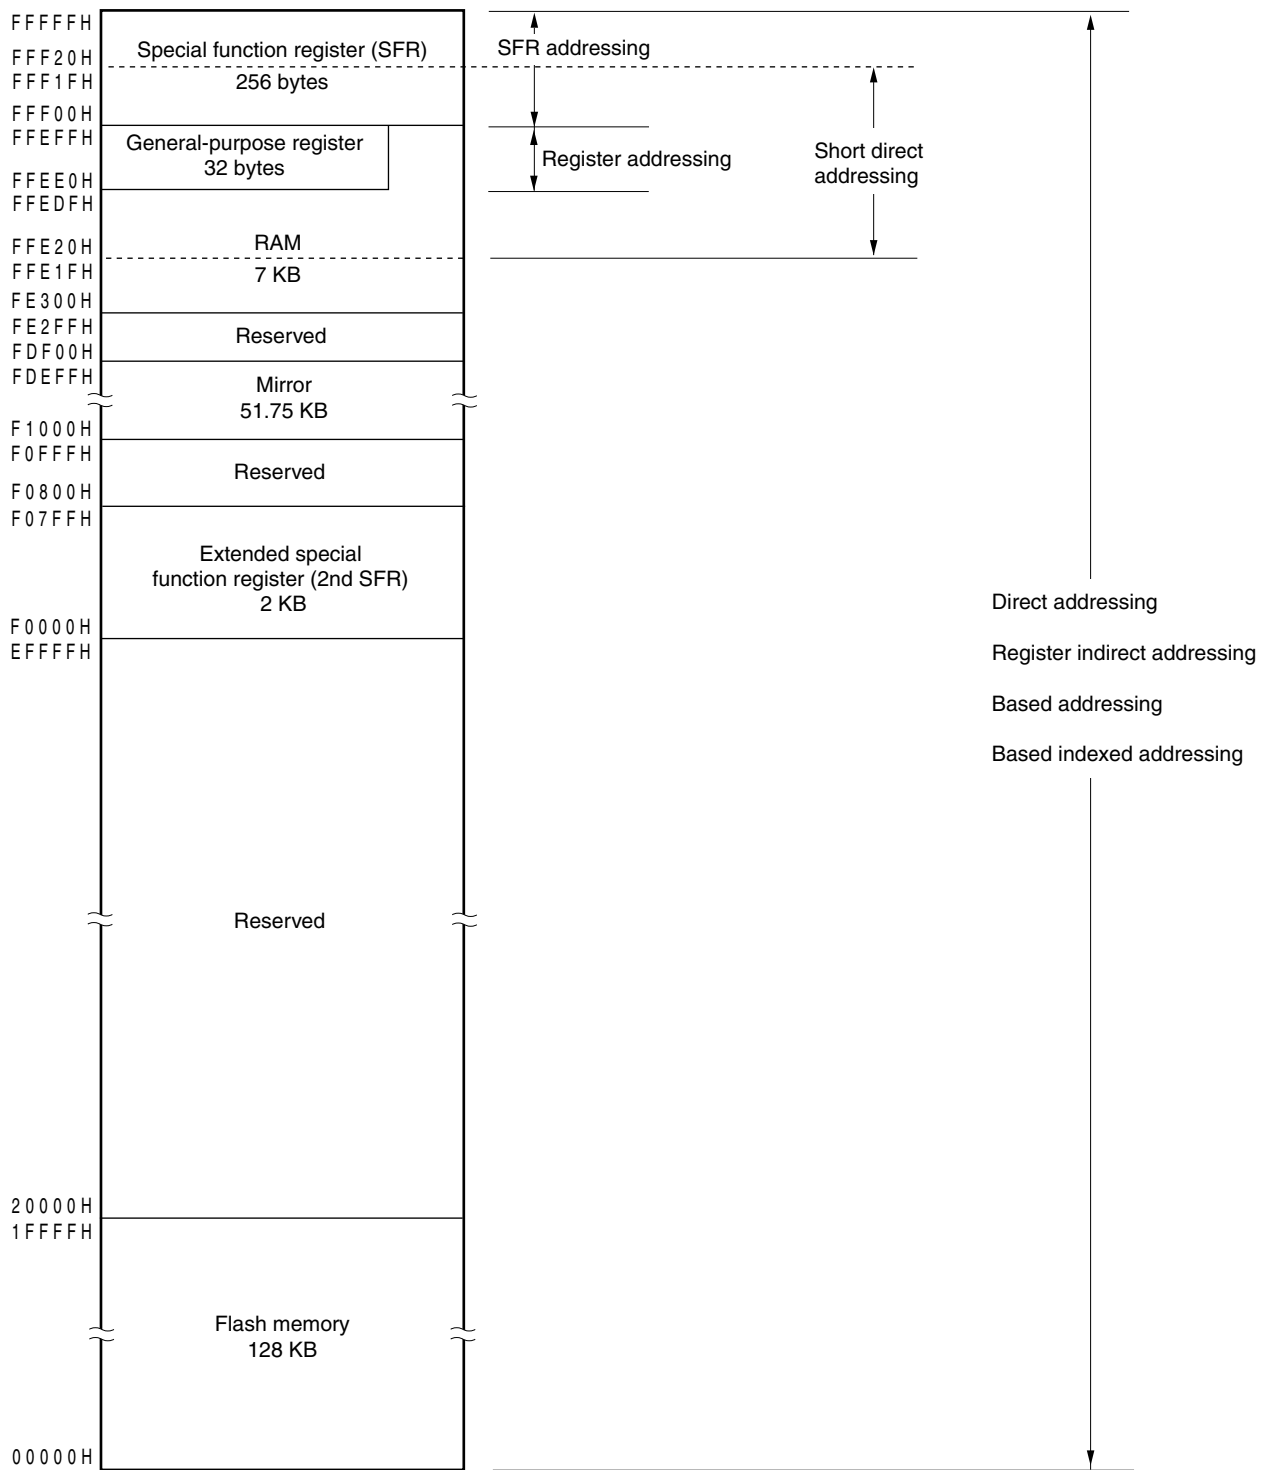 FFFFFH
Special function register (SFR)
256 bytes
SFR addressing
FFF20H
FFF1FH
FFF00H
FFEFFH
General-purpose register
32 bytes
Register addressing
Short direct
addressing
FFEE0H
FFEDFH
RAM
7 KB
FFE20H
FFE1FH
FE300H
FE2FFH
Reserved
FDF00H
FDEFFH
Mirror
51.75 KB
F1000H
F0FFFH
Reserved
F0800H
F07FFH
Extended special
function register (2nd SFR)
2 KB
Direct addressing
Register indirect addressing
Based addressing
Based indexed addressing
F0000H
EFFFFH
Reserved
20000H
1FFFFH
Flash memory
128 KB
00000H